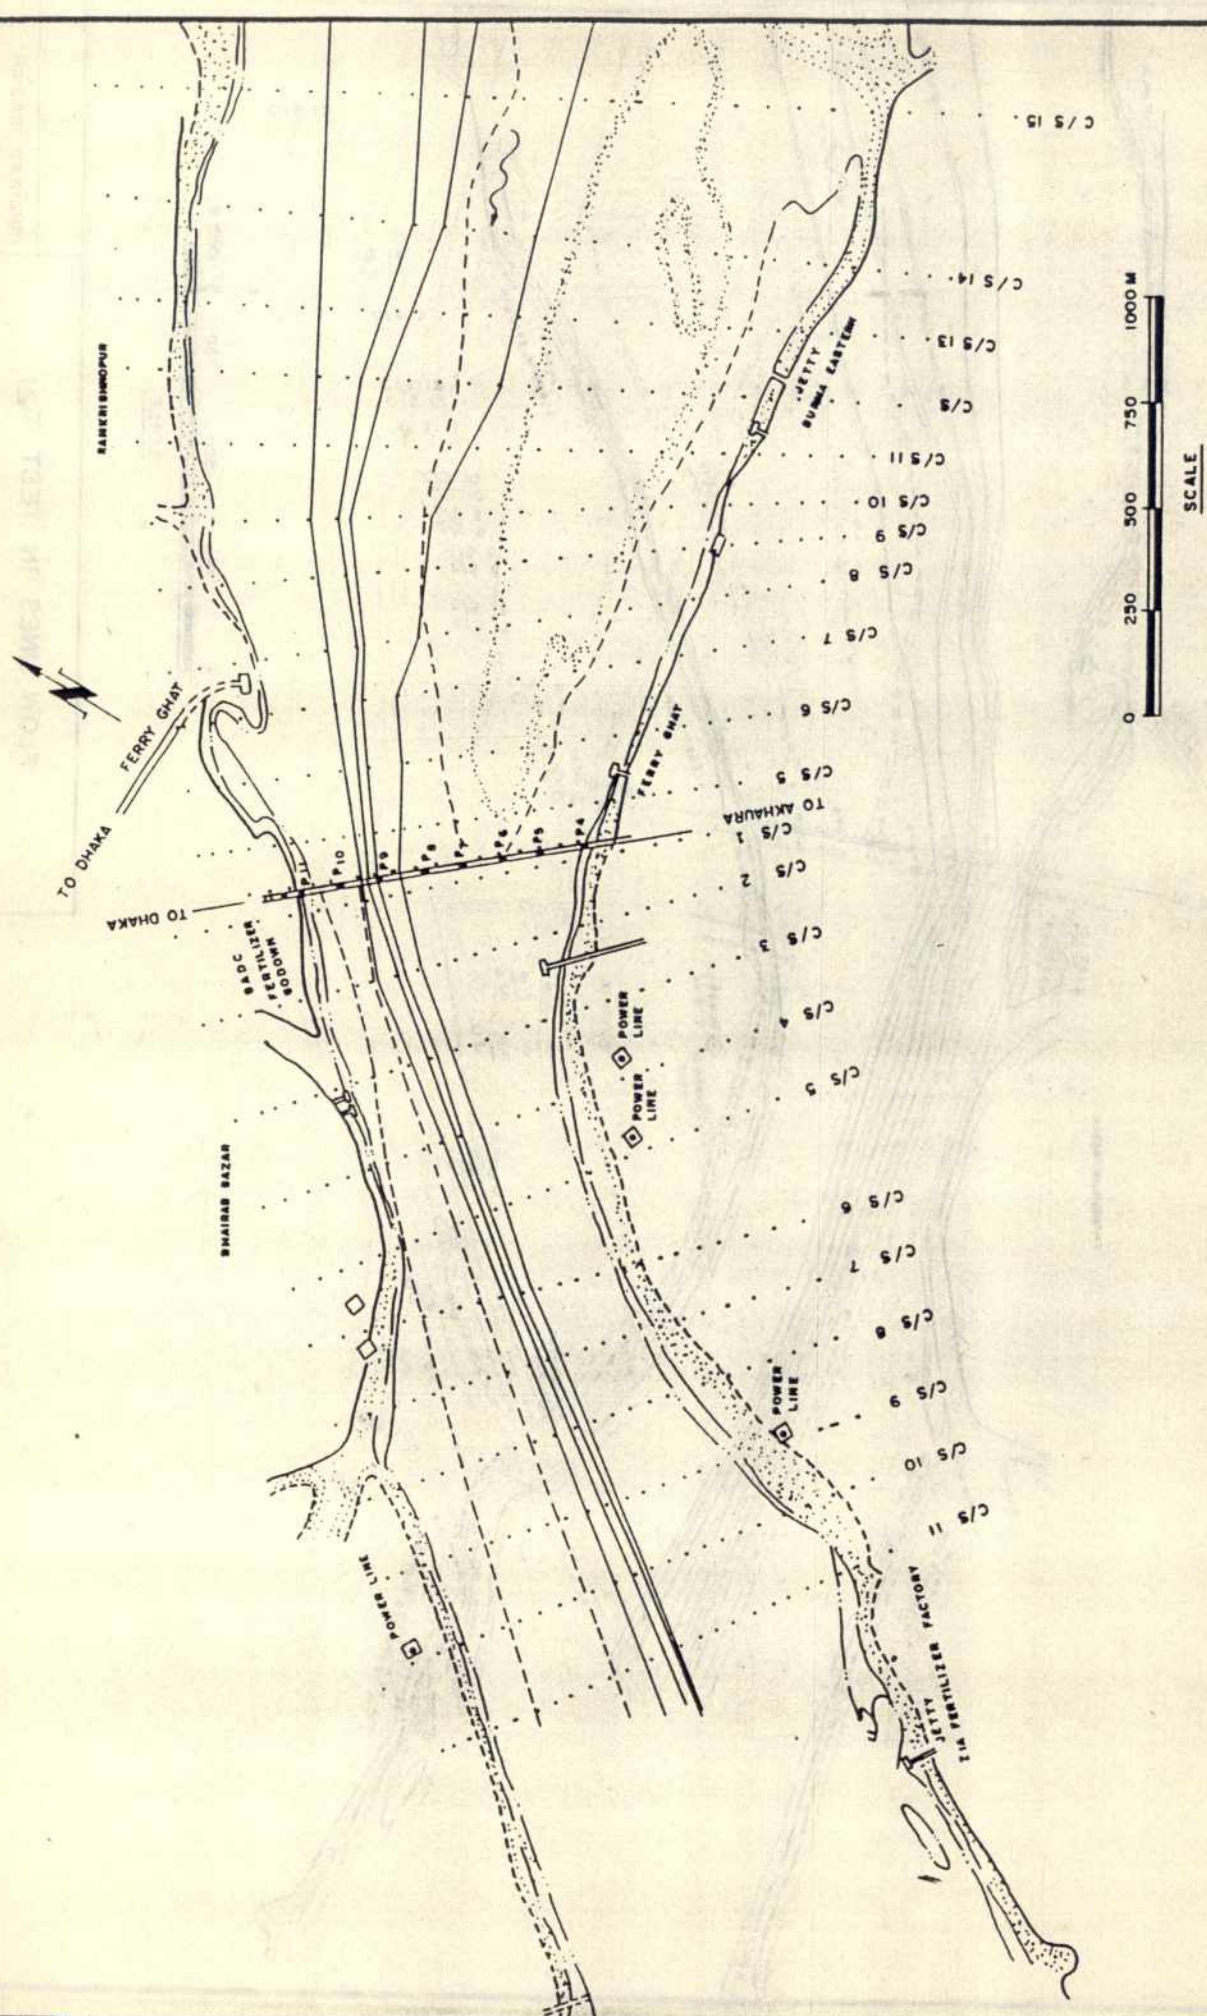 C/S 15
C/S 14
C/S 13
C/S
C/S 11
C/S 10
C/S 9
C/S 8
C/S 7
C/S 6
C/S 5
TO AKHAURA
C/S 1
C/S 2
C/S 3
C/S 4
C/S 5
C/S 6
C/S 7
C/S 8
C/S 9
C/S 10
C/S 11
RAMKRISHNOPUR
JETTY
BURMA EASTERN
FERRY GHAT
TO DHAKA
FERRY GHAT
TO DHAKA
P11
P10
P9
P8
P7
P6
P5
P4
BADC
FERTILIZER
GODOWN
BHAIRAB BAZAR
POWER
LINE
POWER
LINE
POWER
LINE
POWER LINE
JETTY
ZIA FERTILIZER FACTORY
0 250 500 750 1000 M
SCALE
N